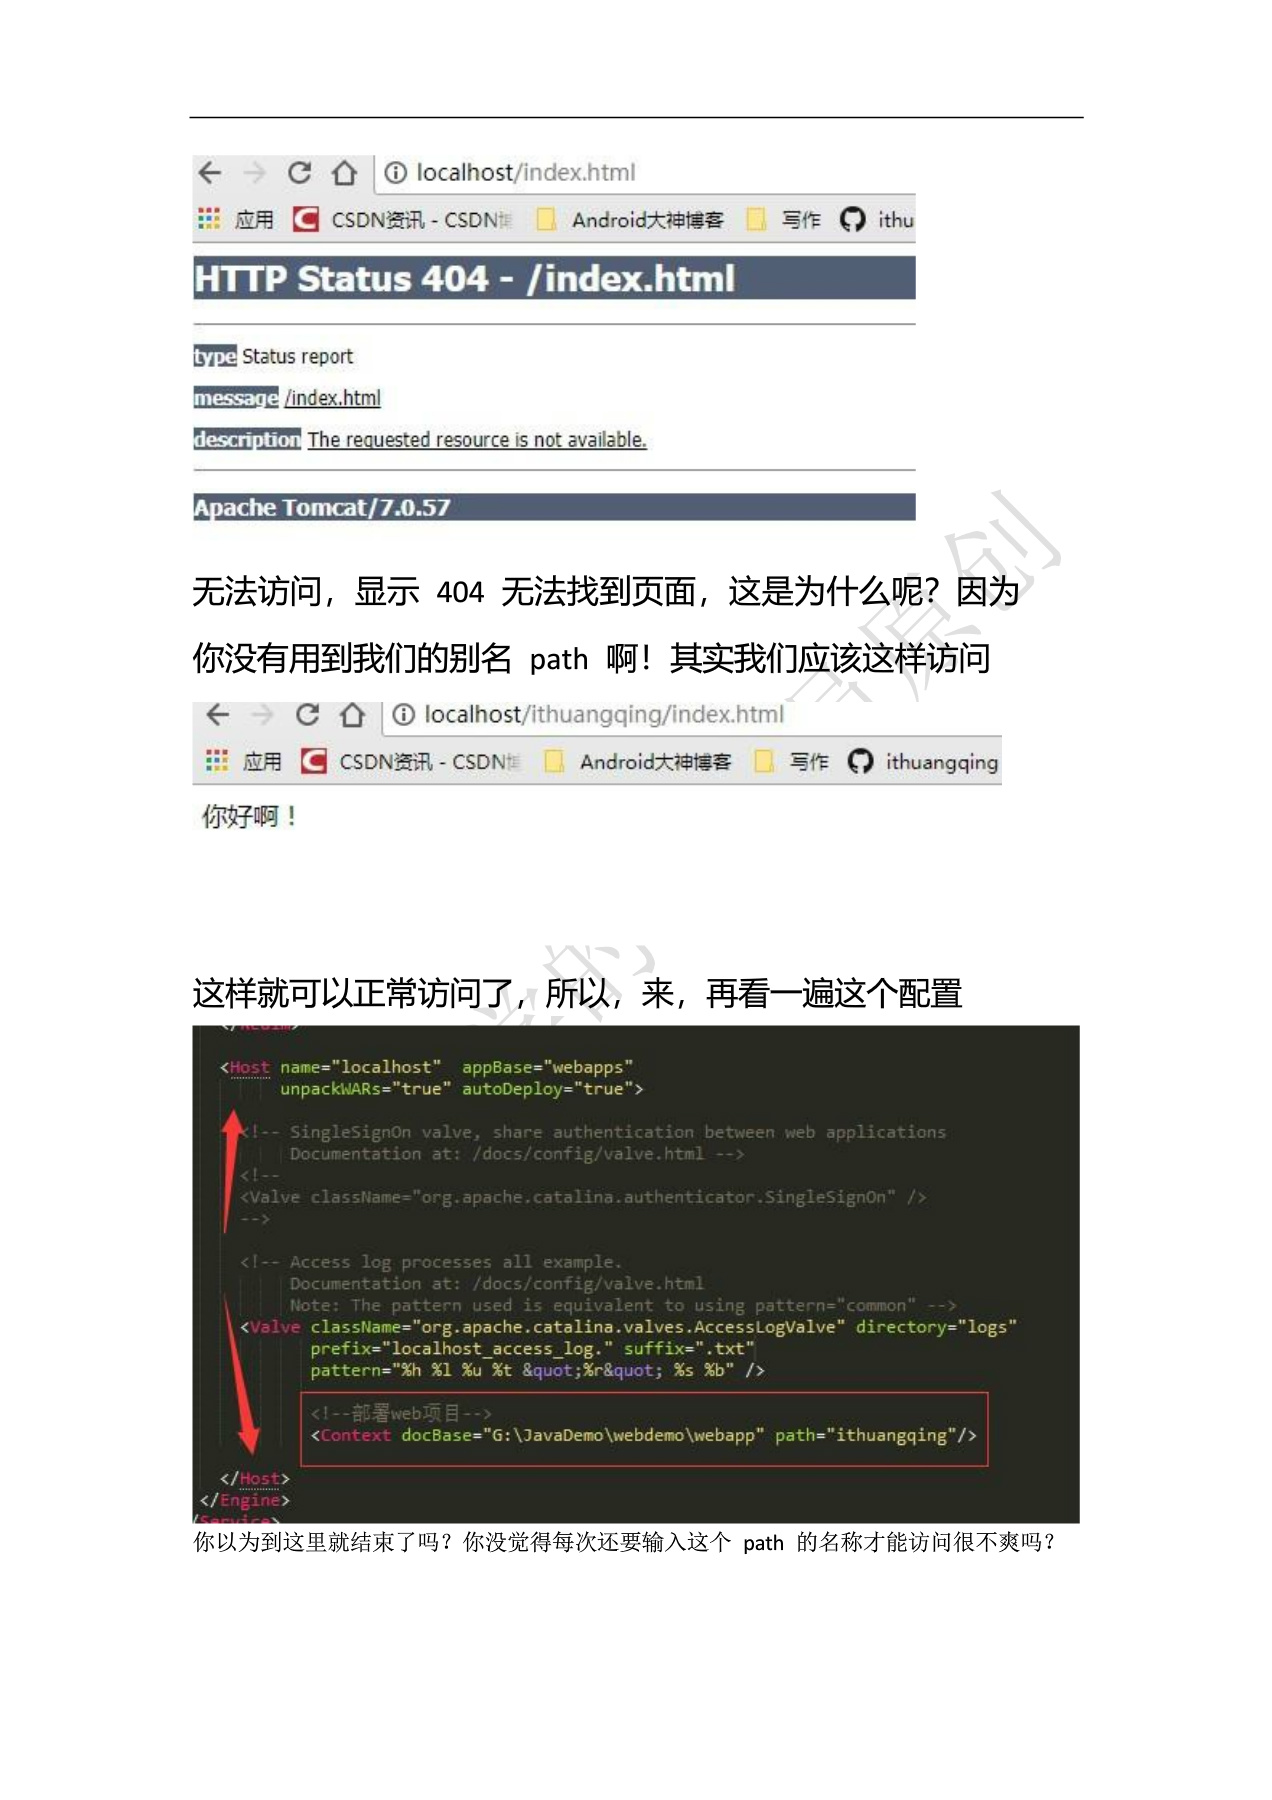 localhost/index.html
应用 CSDN资讯 - CSDN Android大神博客 写作 ithu
HTTP Status 404 - /index.html
type Status report
message /index.html
description The requested resource is not available.
Apache Tomcat/7.0.57
无法访问，显示 404 无法找到页面，这是为什么呢？因为
你没有用到我们的别名 path 啊！其实我们应该这样访问
localhost/ithuangqing/index.html
应用 CSDN资讯 - CSDN Android大神博客 写作 ithuangqing
你好啊！
这样就可以正常访问了，所以，来，再看一遍这个配置
<Host name="localhost" appBase="webapps"
unpackWARs="true" autoDeploy="true">
<!-- SingleSignOn valve, share authentication between web applications
Documentation at: /docs/config/valve.html -->
<!--
<Valve className="org.apache.catalina.authenticator.SingleSignOn" />
-->
<!-- Access log processes all example.
Documentation at: /docs/config/valve.html
Note: The pattern used is equivalent to using pattern="common" -->
<Valve className="org.apache.catalina.valves.AccessLogValve" directory="logs"
prefix="localhost_access_log." suffix=".txt"
pattern="%h %l %u %t &quot;%r&quot; %s %b" />
<!--部署web项目-->
<Context docBase="G:\JavaDemo\webdemo\webapp" path="ithuangqing"/>
</Host>
</Engine>
/Service>
你以为到这里就结束了吗？你没觉得每次还要输入这个 path 的名称才能访问很不爽吗？